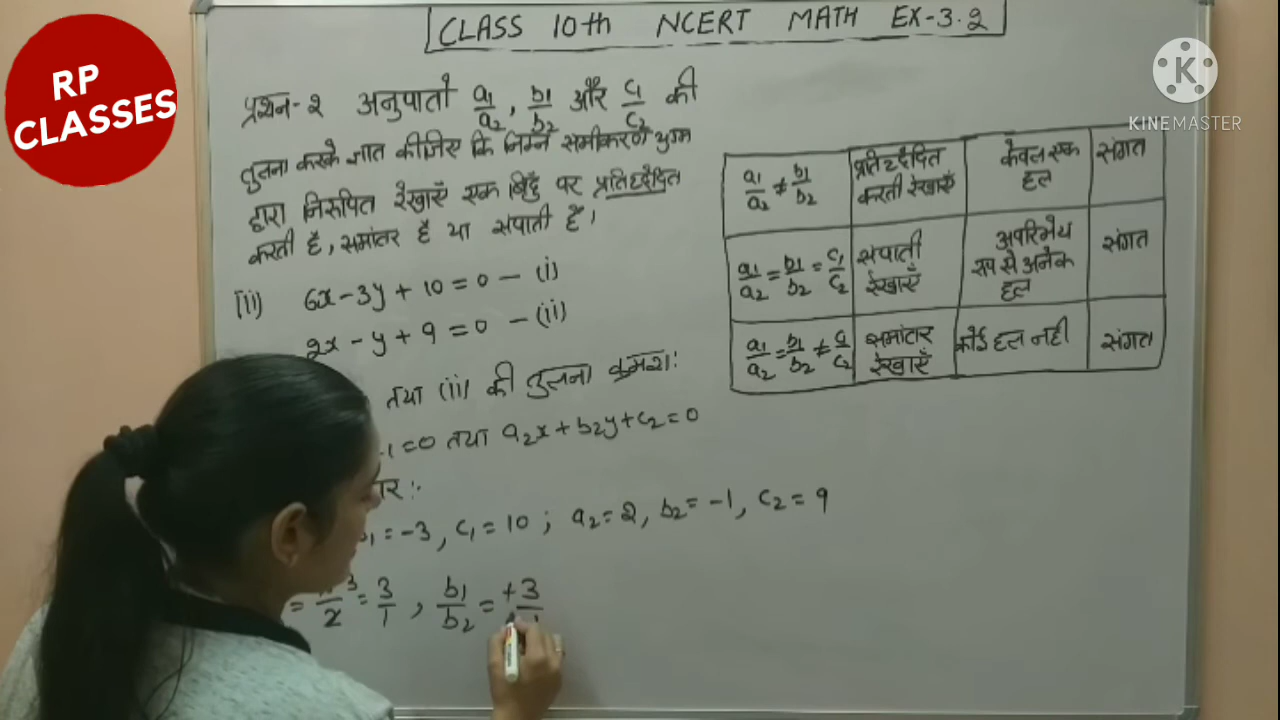 CLASS 10th NCERT MATH EX-3.2
RP
CLASSES
KINEMASTER
प्रश्न-२ अनुपातो a1/a2, b1/b2 और c1/c2 की
तुलना करके ज्ञात कीजिए कि निम्न समीकरण युग्म
द्वारा निरुपित रेखाएँ एक बिंदु पर प्रतिच्छेदित
करती है, समांतर है या संपाती है।
(ii) 6x-3y+10=0 - (i)
2x-y+9=0 - (ii)
तथा (ii) की तुलना क्रमशः
=0 तथा a2x+b2y+c2=0
= -3, c1 = 10; a2 = 2, b2 = -1, c2 = 9
= 3/1, b1/b2 = +3
a1/a2 ≠ b1/b2 प्रतिच्छेदित करती रेखाएँ केवल एक हल संगत
a1/a2 = b1/b2 = c1/c2 संपाती रेखाएँ अपरिमेय रूप से अनेक हल संगत
a1/a2 = b1/b2 ≠ c1/c2 समांतर रेखाएँ कोई हल नही संगत